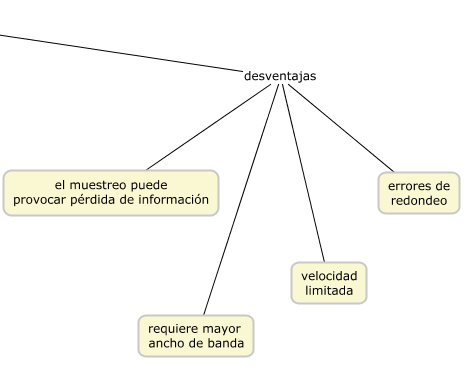 desventajas
el muestreo puede
provocar pérdida de información
errores de
redondeo
velocidad
limitada
requiere mayor
ancho de banda